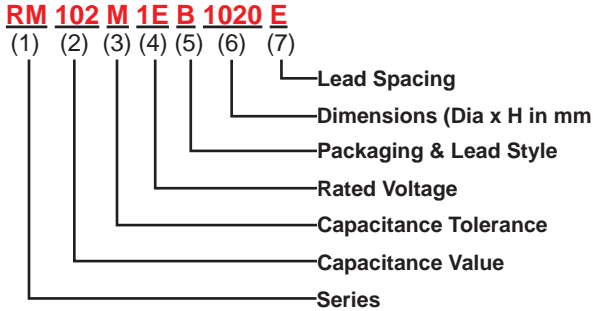 RM 102 M 1E B 1020 E
(1) (2) (3) (4) (5) (6) (7)
Lead Spacing
Dimensions (Dia x H in mm
Packaging & Lead Style
Rated Voltage
Capacitance Tolerance
Capacitance Value
Series